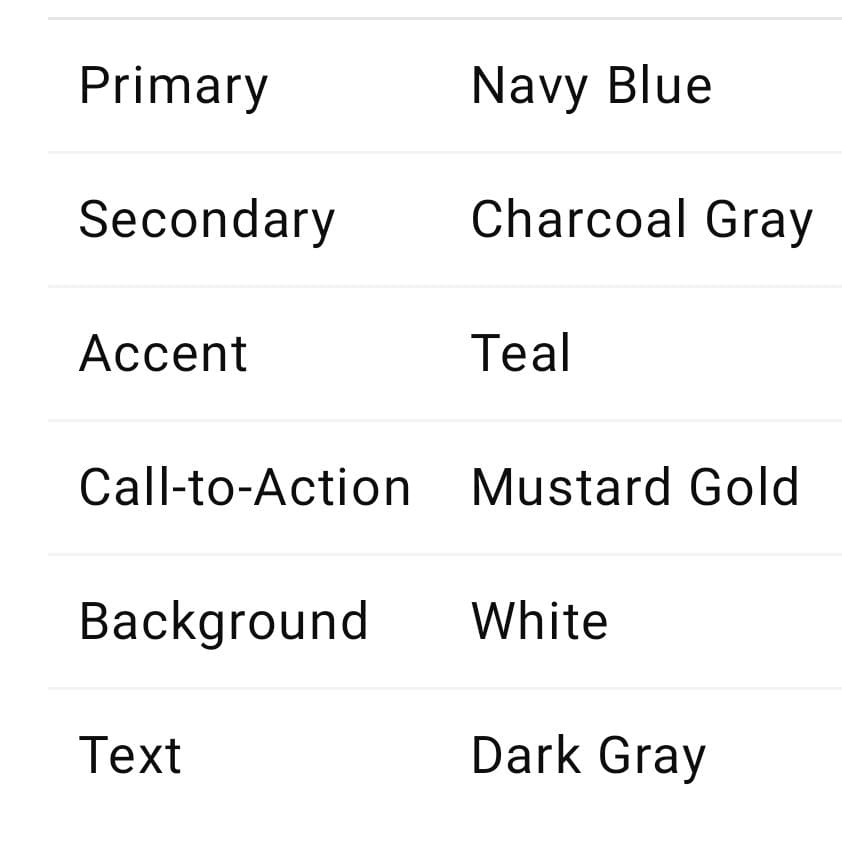 Primary Navy Blue
Secondary Charcoal Gray
Accent Teal
Call-to-Action Mustard Gold
Background White
Text Dark Gray